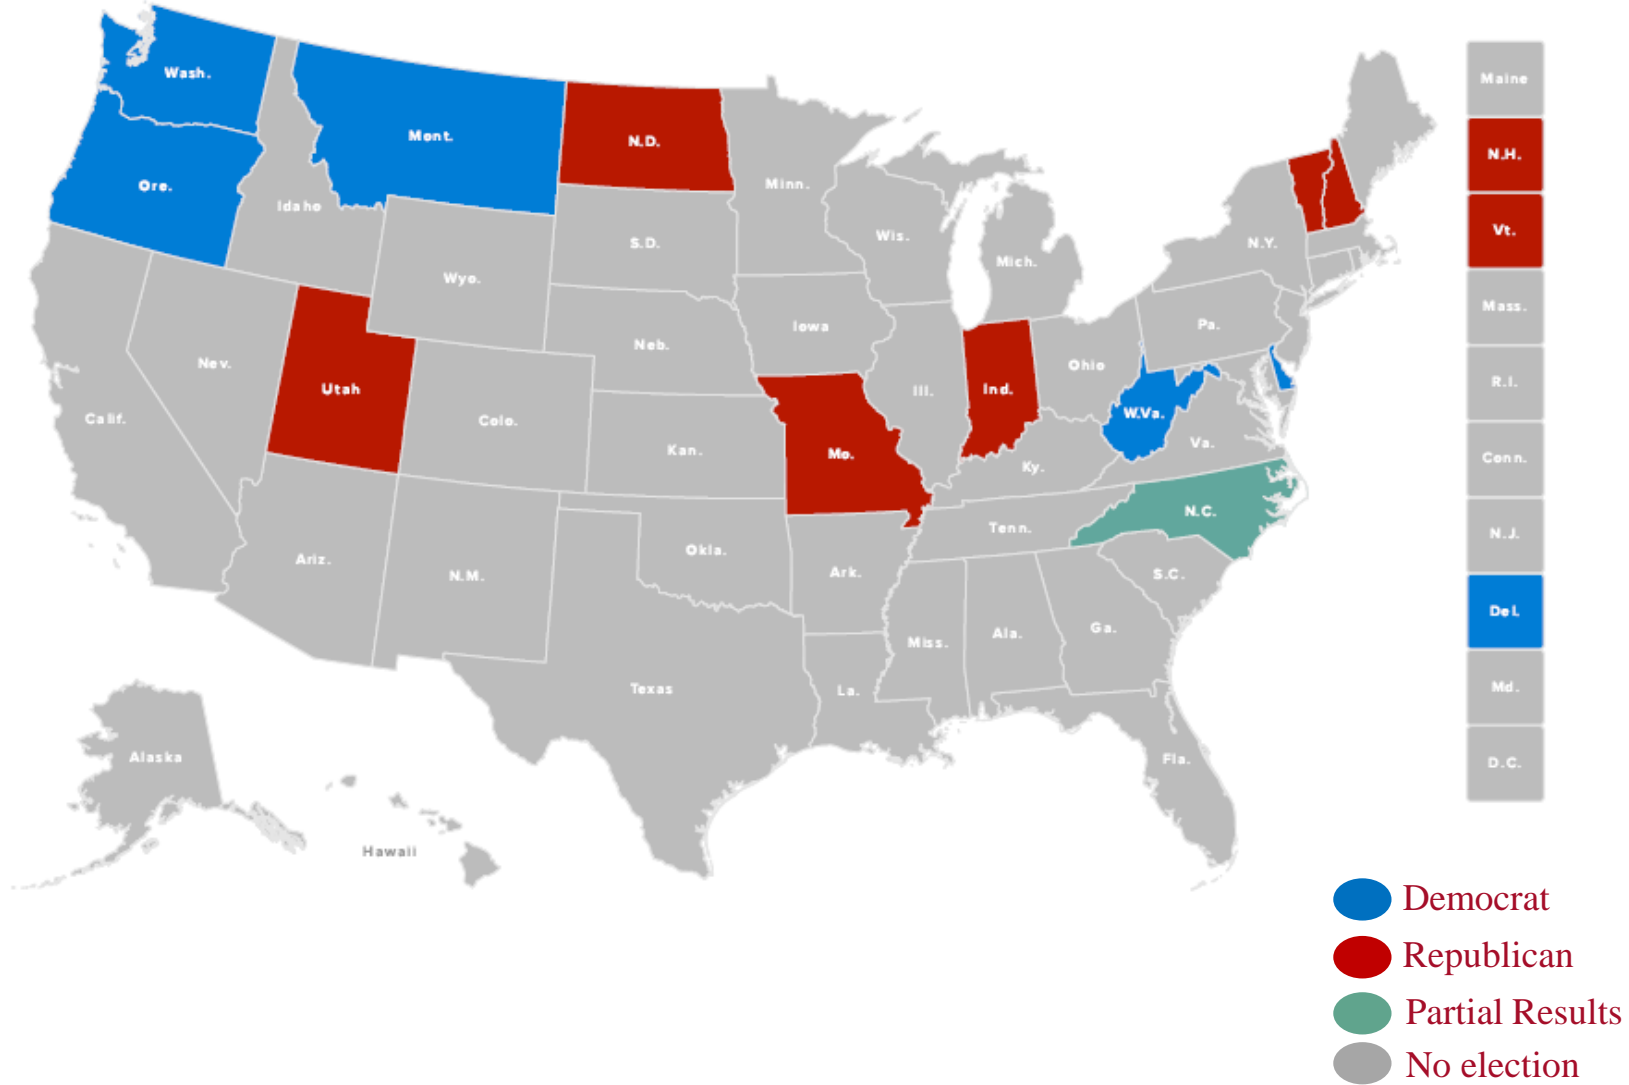 Wash.
Mont.
N.D.
Minn.
Ore.
Idaho
S.D.
Wis.
Mich.
N.Y.
Wyo.
Iowa
Pa.
Neb.
Nev.
Utah
Ill.
Ind.
Ohio
Calif.
Colo.
Kan.
Mo.
Ky.
W.Va.
Va.
Ariz.
N.M.
Okla.
Ark.
Tenn.
N.C.
S.C.
Texas
La.
Miss.
Ala.
Ga.
Fla.
Alaska
Hawaii
Maine
N.H.
Vt.
Mass.
R.I.
Conn.
N.J.
Del.
Md.
D.C.
Democrat
Republican
Partial Results
No election